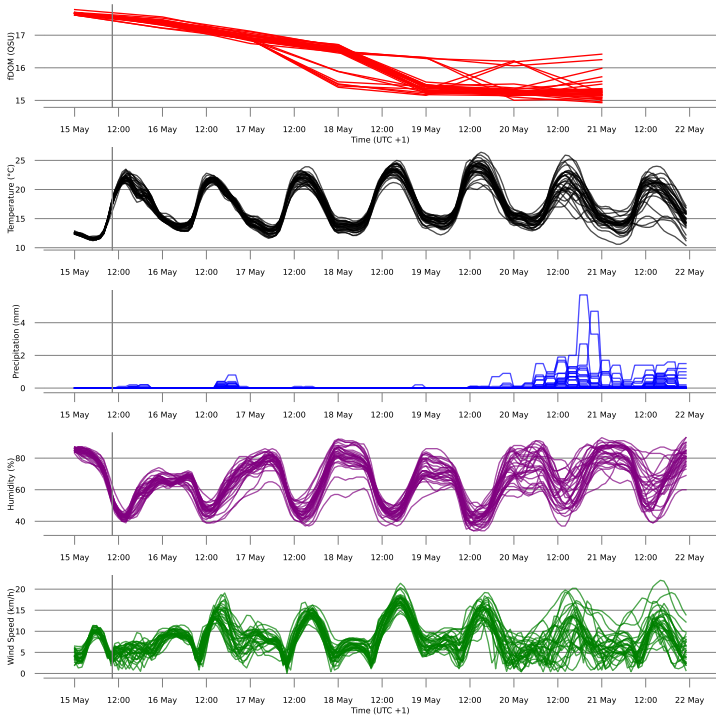 fDOM (QSU)
17
16
15
15 May 12:00 16 May 12:00 17 May 12:00 18 May 12:00 19 May 12:00 20 May 12:00 21 May 12:00 22 May
Time (UTC +1)
Temperature (°C)
25
20
15
10
15 May 12:00 16 May 12:00 17 May 12:00 18 May 12:00 19 May 12:00 20 May 12:00 21 May 12:00 22 May
Precipitation (mm)
4
2
0
15 May 12:00 16 May 12:00 17 May 12:00 18 May 12:00 19 May 12:00 20 May 12:00 21 May 12:00 22 May
Humidity (%)
80
60
40
15 May 12:00 16 May 12:00 17 May 12:00 18 May 12:00 19 May 12:00 20 May 12:00 21 May 12:00 22 May
Wind Speed (km/h)
20
15
10
5
0
15 May 12:00 16 May 12:00 17 May 12:00 18 May 12:00 19 May 12:00 20 May 12:00 21 May 12:00 22 May
Time (UTC +1)